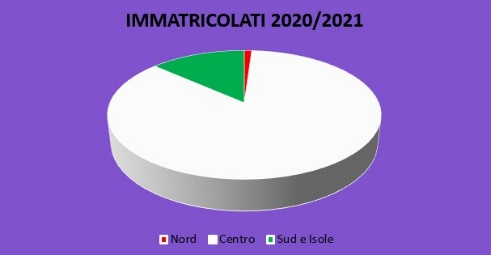 IMMATRICOLATI 2020/2021
Nord Centro Sud e Isole